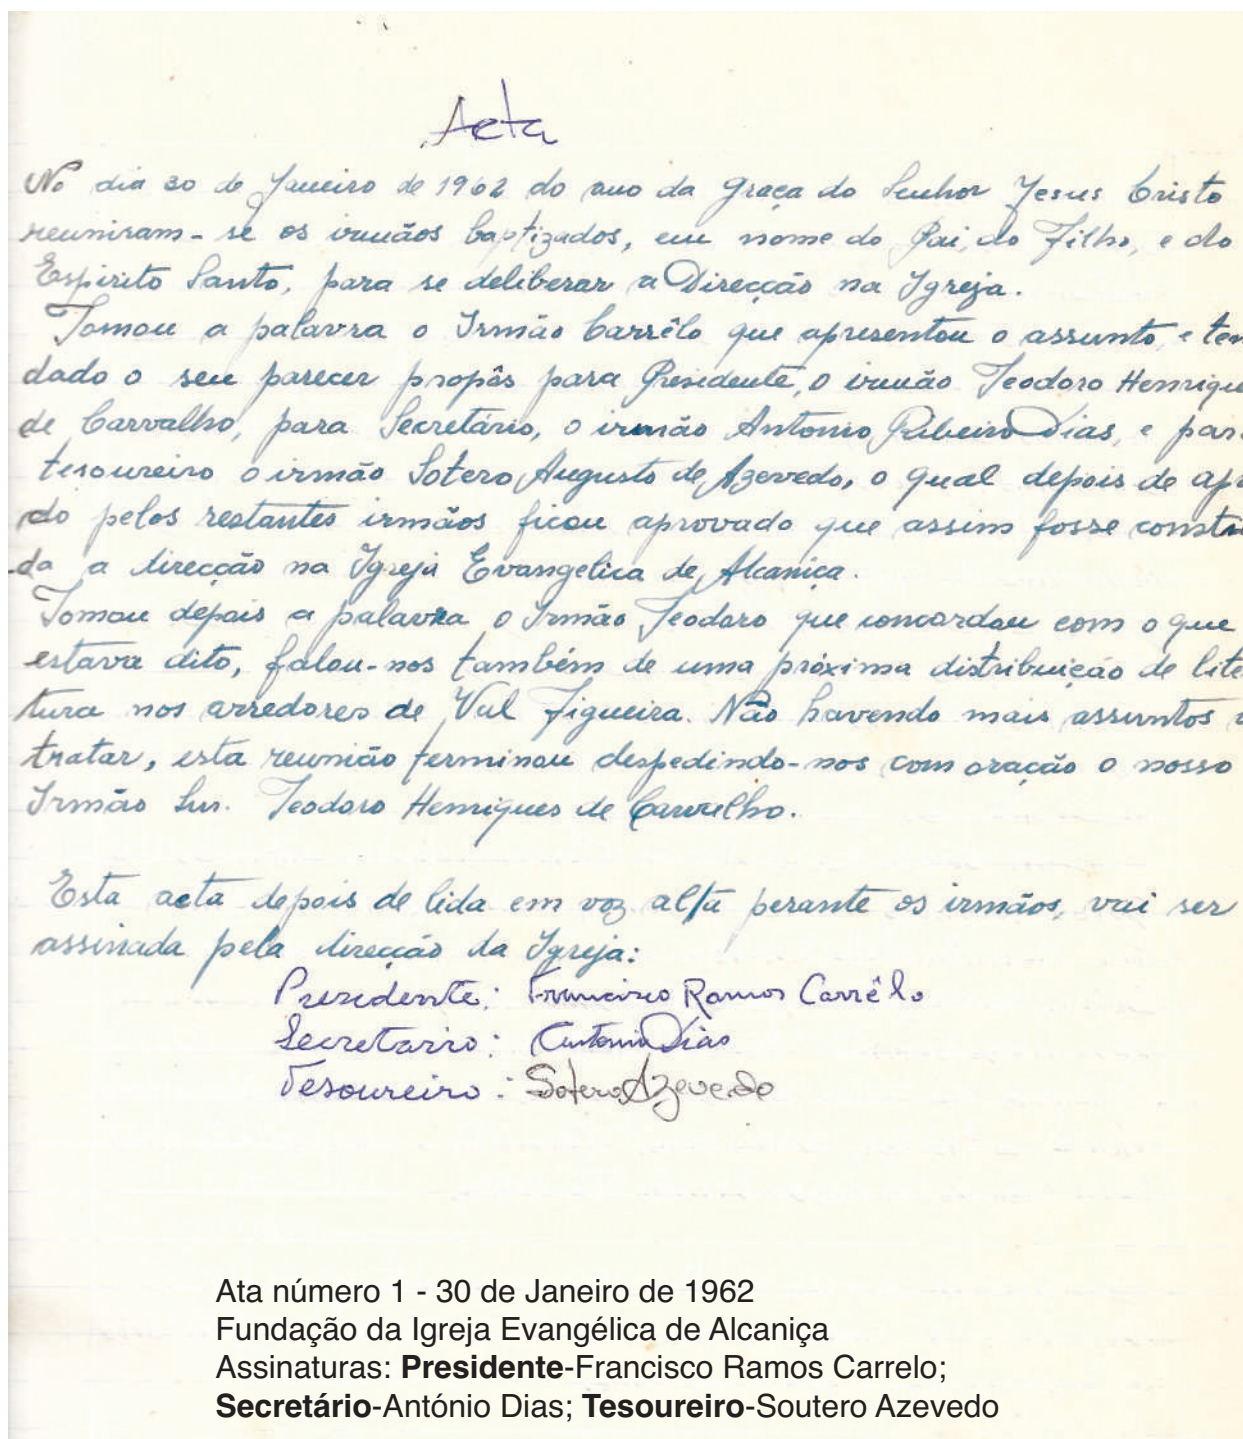 Acta
No dia 30 de Janeiro de 1962 do ano da Graça do Senhor Jesus Cristo
reuniram-se os irmãos baptizados, em nome do Pai, do Filho, e do
Espirito Santo, para se deliberar a Direcção na Igreja.
Tomou a palavra o Irmão Carrêlo que apresentou o assunto, e ten
dado o seu parecer propôs para Presidente, o irmão Teodoro Henrique
de Carvalho, para Secretário, o irmão Antonio Ribeiro Dias, e par
tesoureiro o irmão Sotero Augusto de Azevedo, o qual depois de apr
do pelos restantes irmãos ficou aprovado que assim fosse constu
da a direcção na Igreja Evangelica de Alcaniça.
Tomou depois a palavra o Irmão Teodoro que concordou com o que
estava dito, falou-nos também de uma próxima distribuição de lite
tura nos arredores de Val Figueira. Não havendo mais assuntos a
tratar, esta reunião terminou despedindo-nos com oração o nosso
Irmão Snr. Teodoro Henriques de Carvalho.
Esta acta depois de lida em voz alta perante os irmãos, vai ser
assinada pela direcção da Igreja:
Presidente: Francisco Ramos Carrêlo
Secretario: Antonio Dias
Tesoureiro: Sotero Azevedo
Ata número 1 - 30 de Janeiro de 1962
Fundação da Igreja Evangélica de Alcaniça
Assinaturas: Presidente-Francisco Ramos Carrelo;
Secretário-António Dias; Tesoureiro-Soutero Azevedo